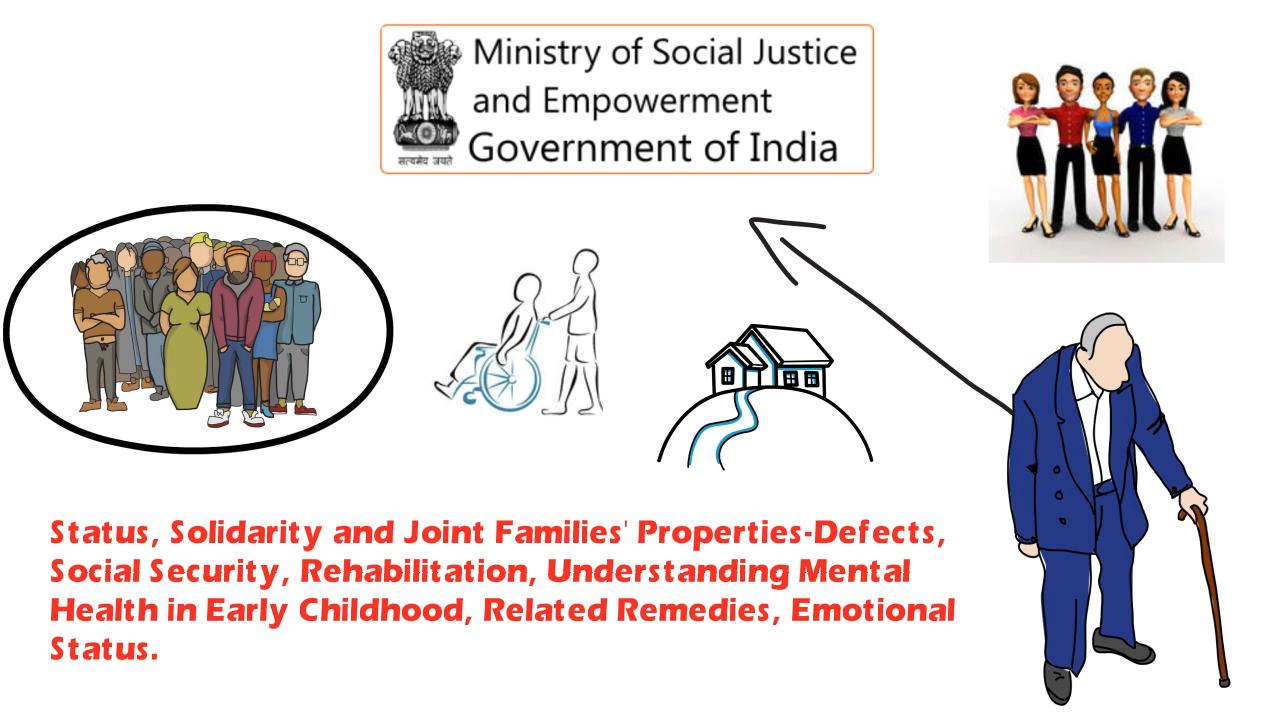 Ministry of Social Justice
and Empowerment
Government of India
सत्यमेव जयते
Status, Solidarity and Joint Families' Properties-Defects,
Social Security, Rehabilitation, Understanding Mental
Health in Early Childhood, Related Remedies, Emotional
Status.